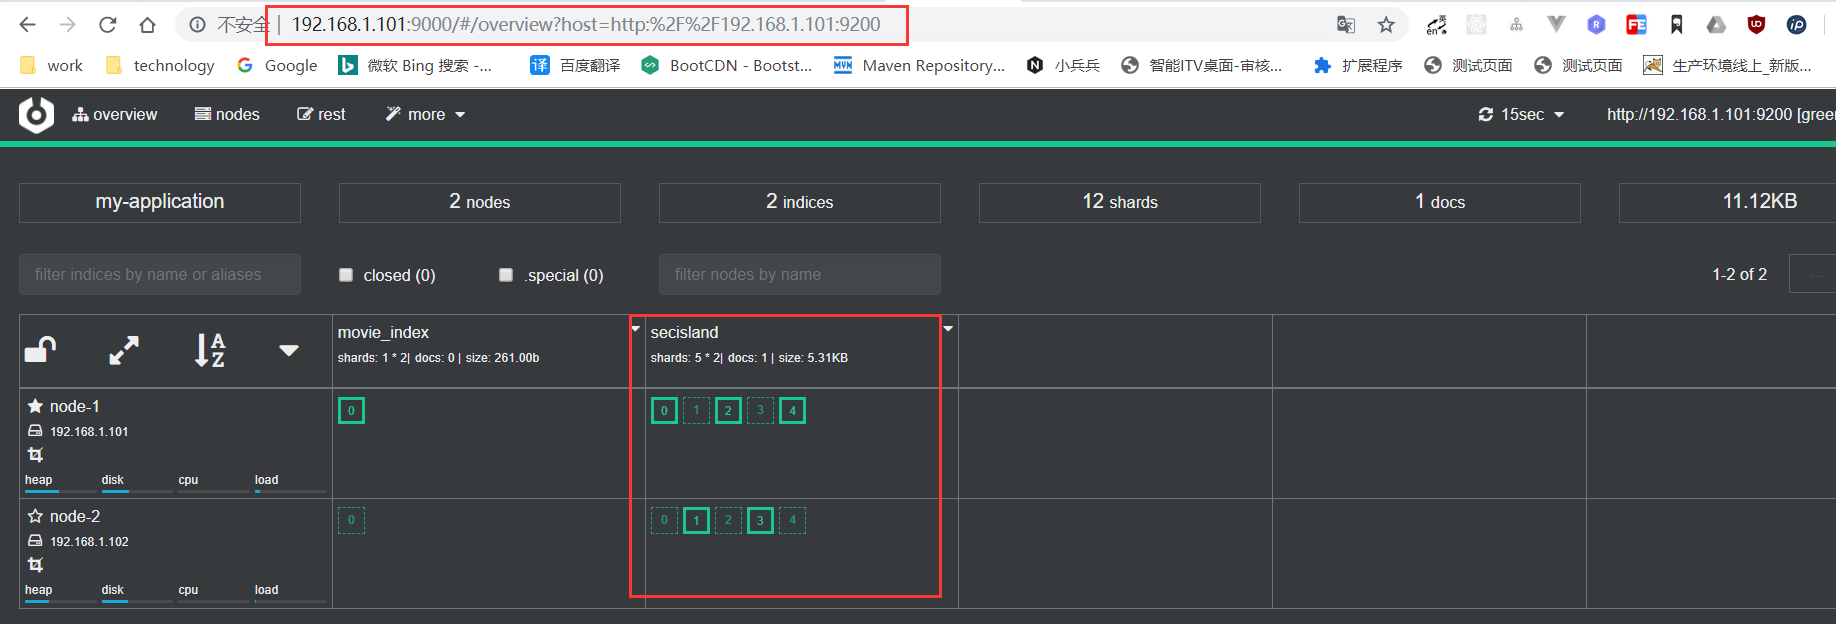 不安全 | 192.168.1.101:9000/#/overview?host=http:%2F%2F192.168.1.101:9200
work technology Google 微软 Bing 搜索 -... 百度翻译 BootCDN - Bootst... Maven Repository... 小兵兵 智能ITV桌面-审核... 扩展程序 测试页面 测试页面 生产环境线上_新版...
overview nodes rest more 15sec http://192.168.1.101:9200 [green
my-application 2 nodes 2 indices 12 shards 1 docs 11.12KB
filter indices by name or aliases closed (0) .special (0) filter nodes by name 1-2 of 2
movie_index secisland
shards: 1 * 2| docs: 0 | size: 261.00b shards: 5 * 2| docs: 1 | size: 5.31KB
node-1 0 0 1 2 3 4
192.168.1.101
heap disk cpu load
node-2 0 0 1 2 3 4
192.168.1.102
heap disk cpu load